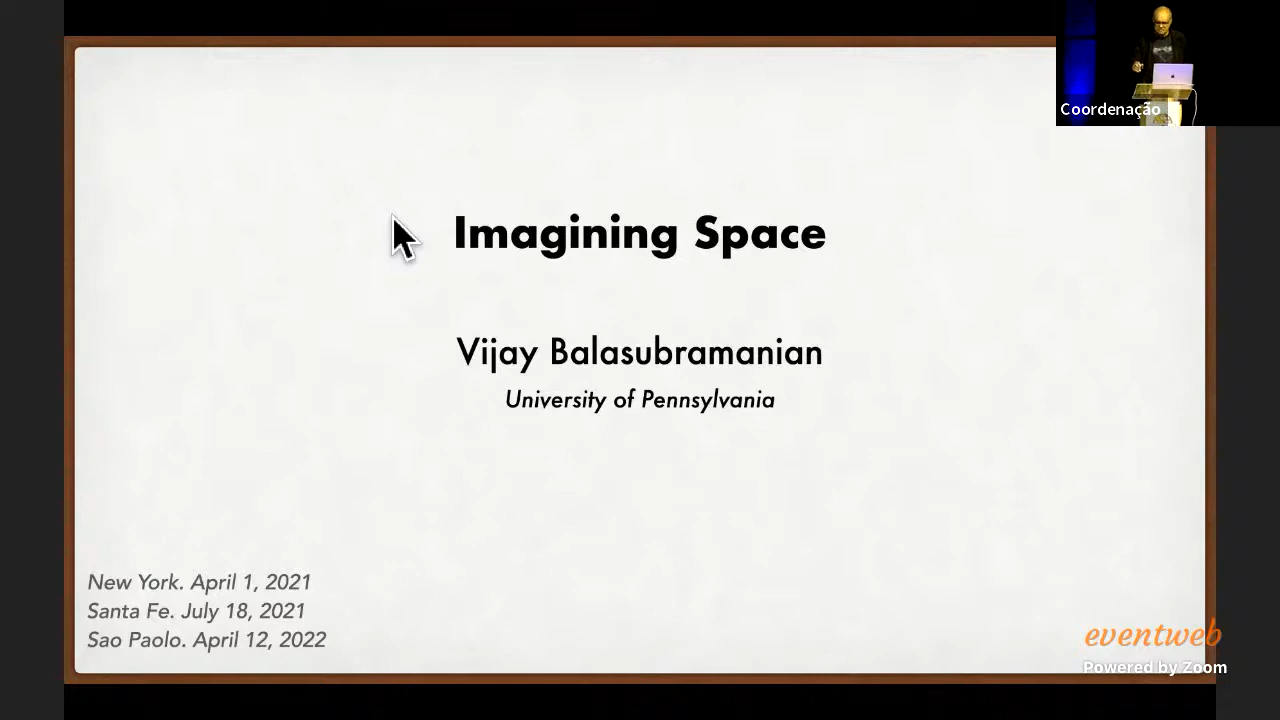 Coordenação
Imagining Space
Vijay Balasubramanian
University of Pennsylvania
New York. April 1, 2021
Santa Fe. July 18, 2021
Sao Paolo. April 12, 2022
eventweb
Powered by Zoom